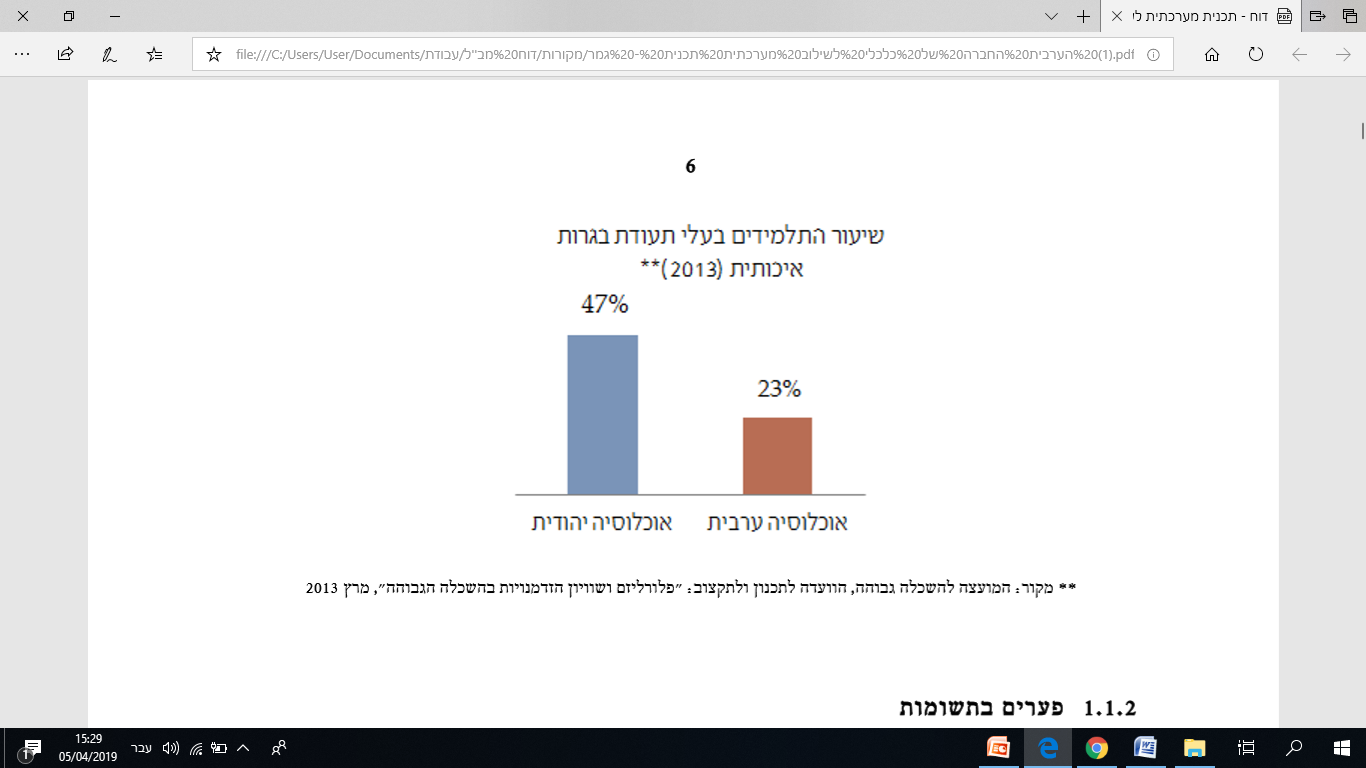 דוח - תכנית מערכתית לי
file:///C:/Users/User/Documents/עבודת%20גמר/מקורות/דוח%20מב"ל/תכנית%20מערכתית%20לשילוב%20כלכלי%20של%20החברה%20הערבית%20(1).pdf
6
שיעור התלמידים בעלי תעודת בגרות
איכותית (2013)**
47%
23%
אוכלוסיה יהודית
אוכלוסיה ערבית
** מקור: המועצה להשכלה גבוהה, הוועדה לתכנון ולתקצוב: "פלורליזם ושוויון הזדמנויות בהשכלה הגבוהה", מרץ 2013
1.1.2 פערים בתשומות
15:29
עבר
05/04/2019
1